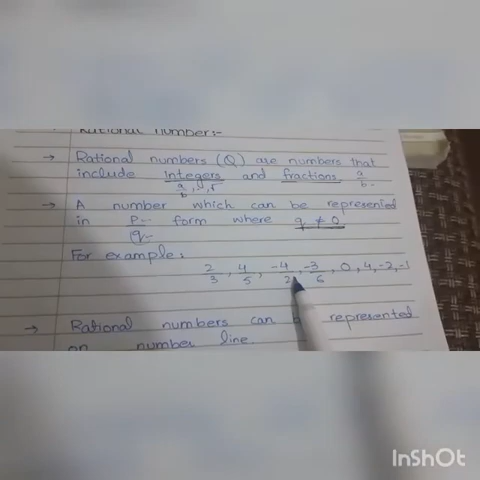 Rational Number:-
→ Rational numbers (Q) are numbers that
include integers and fractions a/b.
→ A number which can be represented
in P/q form where q ≠ 0
For example:
2/3, 4/5, -4/2, -3/6, 0, 4, -2, -1
→ Rational numbers can represented
on number line.
InShOt